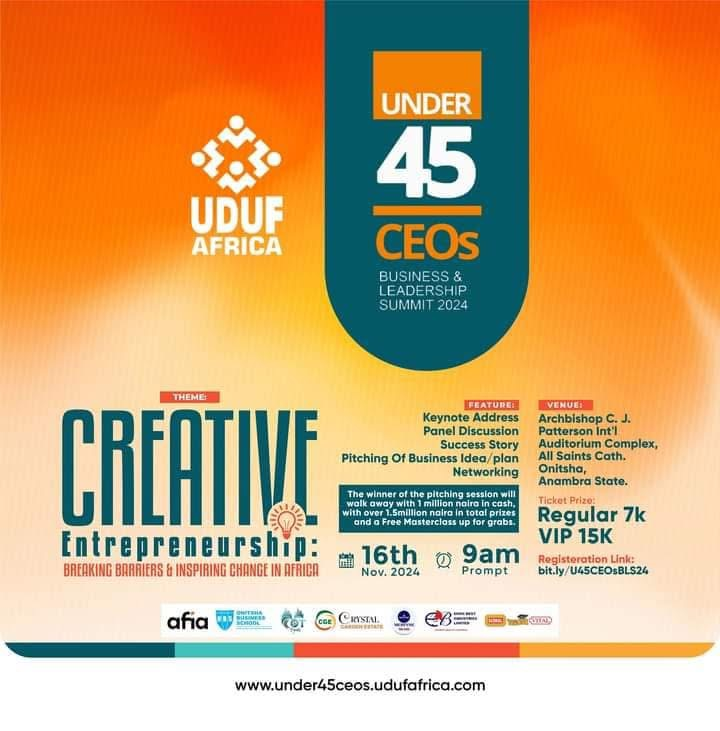 UDUF
AFRICA
UNDER
45
CEOs
BUSINESS &
LEADERSHIP
SUMMIT 2024
THEME:
CREATIVE
Entrepreneurship:
BREAKING BARRIERS & INSPIRING CHANGE IN AFRICA
FEATURE:
Keynote Address
Panel Discussion
Success Story
Pitching Of Business Idea/plan
Networking
The winner of the pitching session will
walk away with 1 million naira in cash,
with over 1.5million naira in total prizes
and a Free Masterclass up for grabs.
16th
Nov. 2024
9am
Prompt
VENUE:
Archbishop C. J.
Patterson Int'l
Auditorium Complex,
All Saints Cath.
Onitsha,
Anambra State.
Ticket Prize:
Regular 7k
VIP 15K
Registeration Link:
bit.ly/U45CEOsBLS24
afia
ONITSHA
BUSINESS
SCHOOL
CGE
CRYSTAL
GARDEN ESTATE
EB
INDUSTRIES
LIMITED
VITAL
www.under45ceos.udufafrica.com